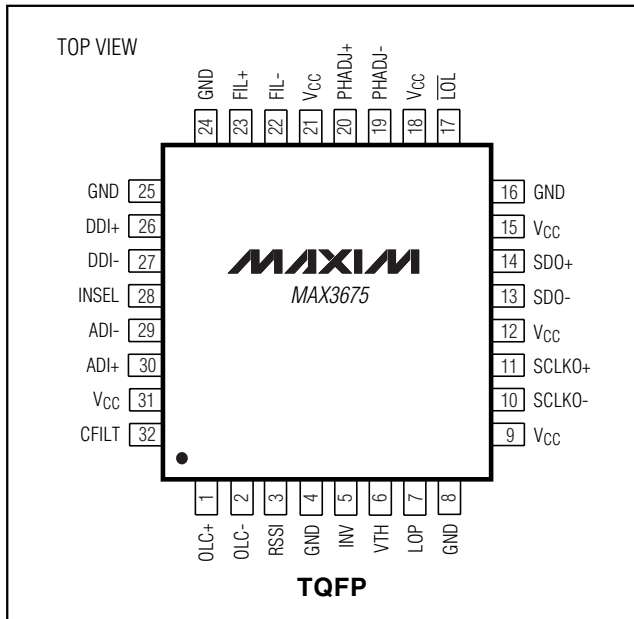 TOP VIEW
GND
FIL+
FIL-
VCC
PHADJ+
PHADJ-
VCC
LOL
24
23
22
21
20
19
18
17
GND 25
DDI+ 26
DDI- 27
INSEL 28
ADI- 29
ADI+ 30
VCC 31
CFILT 32
MAXIM
MAX3675
16 GND
15 VCC
14 SDO+
13 SDO-
12 VCC
11 SCLKO+
10 SCLKO-
9 VCC
1
2
3
4
5
6
7
8
OLC+
OLC-
RSSI
GND
INV
VTH
LOP
GND
TQFP